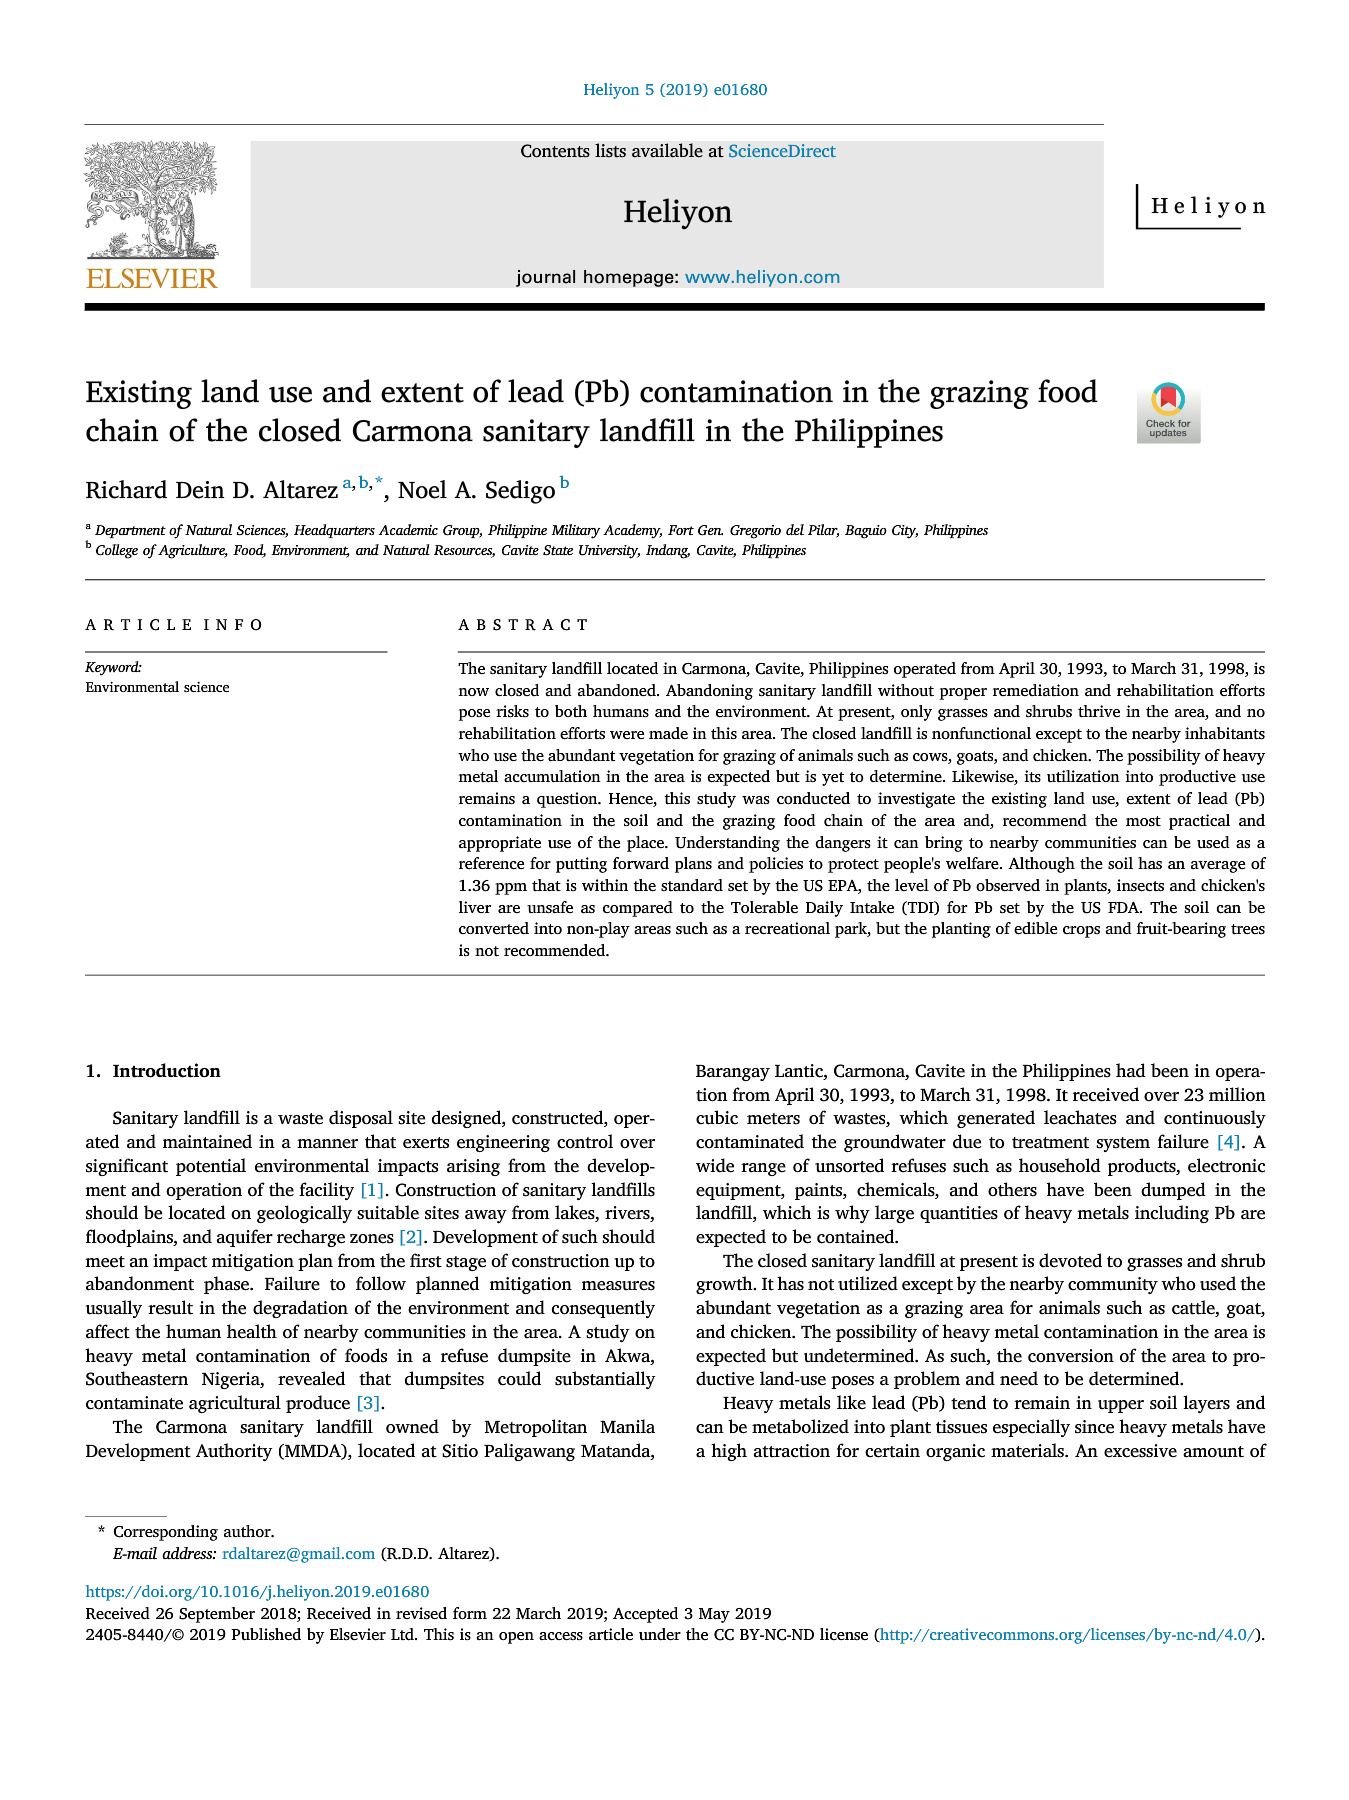 Heliyon 5 (2019) e01680
Contents lists available at ScienceDirect
Heliyon
journal homepage: www.heliyon.com
ELSEVIER
Heliyon
Existing land use and extent of lead (Pb) contamination in the grazing food
chain of the closed Carmona sanitary landfill in the Philippines
Check for
updates
Richard Dein D. Altarez a,b,*, Noel A. Sedigo b
a Department of Natural Sciences, Headquarters Academic Group, Philippine Military Academy, Fort Gen. Gregorio del Pilar, Baguio City, Philippines
b College of Agriculture, Food, Environment, and Natural Resources, Cavite State University, Indang, Cavite, Philippines
ARTICLE INFO
Keyword:
Environmental science
ABSTRACT
The sanitary landfill located in Carmona, Cavite, Philippines operated from April 30, 1993, to March 31, 1998, is
now closed and abandoned. Abandoning sanitary landfill without proper remediation and rehabilitation efforts
pose risks to both humans and the environment. At present, only grasses and shrubs thrive in the area, and no
rehabilitation efforts were made in this area. The closed landfill is nonfunctional except to the nearby inhabitants
who use the abundant vegetation for grazing of animals such as cows, goats, and chicken. The possibility of heavy
metal accumulation in the area is expected but is yet to determine. Likewise, its utilization into productive use
remains a question. Hence, this study was conducted to investigate the existing land use, extent of lead (Pb)
contamination in the soil and the grazing food chain of the area and, recommend the most practical and
appropriate use of the place. Understanding the dangers it can bring to nearby communities can be used as a
reference for putting forward plans and policies to protect people's welfare. Although the soil has an average of
1.36 ppm that is within the standard set by the US EPA, the level of Pb observed in plants, insects and chicken's
liver are unsafe as compared to the Tolerable Daily Intake (TDI) for Pb set by the US FDA. The soil can be
converted into non-play areas such as a recreational park, but the planting of edible crops and fruit-bearing trees
is not recommended.
1. Introduction
Sanitary landfill is a waste disposal site designed, constructed, oper-
ated and maintained in a manner that exerts engineering control over
significant potential environmental impacts arising from the develop-
ment and operation of the facility [1]. Construction of sanitary landfills
should be located on geologically suitable sites away from lakes, rivers,
floodplains, and aquifer recharge zones [2]. Development of such should
meet an impact mitigation plan from the first stage of construction up to
abandonment phase. Failure to follow planned mitigation measures
usually result in the degradation of the environment and consequently
affect the human health of nearby communities in the area. A study on
heavy metal contamination of foods in a refuse dumpsite in Akwa,
Southeastern Nigeria, revealed that dumpsites could substantially
contaminate agricultural produce [3].
The Carmona sanitary landfill owned by Metropolitan Manila
Development Authority (MMDA), located at Sitio Paligawang Matanda,
Barangay Lantic, Carmona, Cavite in the Philippines had been in opera-
tion from April 30, 1993, to March 31, 1998. It received over 23 million
cubic meters of wastes, which generated leachates and continuously
contaminated the groundwater due to treatment system failure [4]. A
wide range of unsorted refuses such as household products, electronic
equipment, paints, chemicals, and others have been dumped in the
landfill, which is why large quantities of heavy metals including Pb are
expected to be contained.
The closed sanitary landfill at present is devoted to grasses and shrub
growth. It has not utilized except by the nearby community who used the
abundant vegetation as a grazing area for animals such as cattle, goat,
and chicken. The possibility of heavy metal contamination in the area is
expected but undetermined. As such, the conversion of the area to pro-
ductive land-use poses a problem and need to be determined.
Heavy metals like lead (Pb) tend to remain in upper soil layers and
can be metabolized into plant tissues especially since heavy metals have
a high attraction for certain organic materials. An excessive amount of
* Corresponding author.
E-mail address: rdaltarez@gmail.com (R.D.D. Altarez).
https://doi.org/10.1016/j.heliyon.2019.e01680
Received 26 September 2018; Received in revised form 22 March 2019; Accepted 3 May 2019
2405-8440/© 2019 Published by Elsevier Ltd. This is an open access article under the CC BY-NC-ND license (http://creativecommons.org/licenses/by-nc-nd/4.0/).